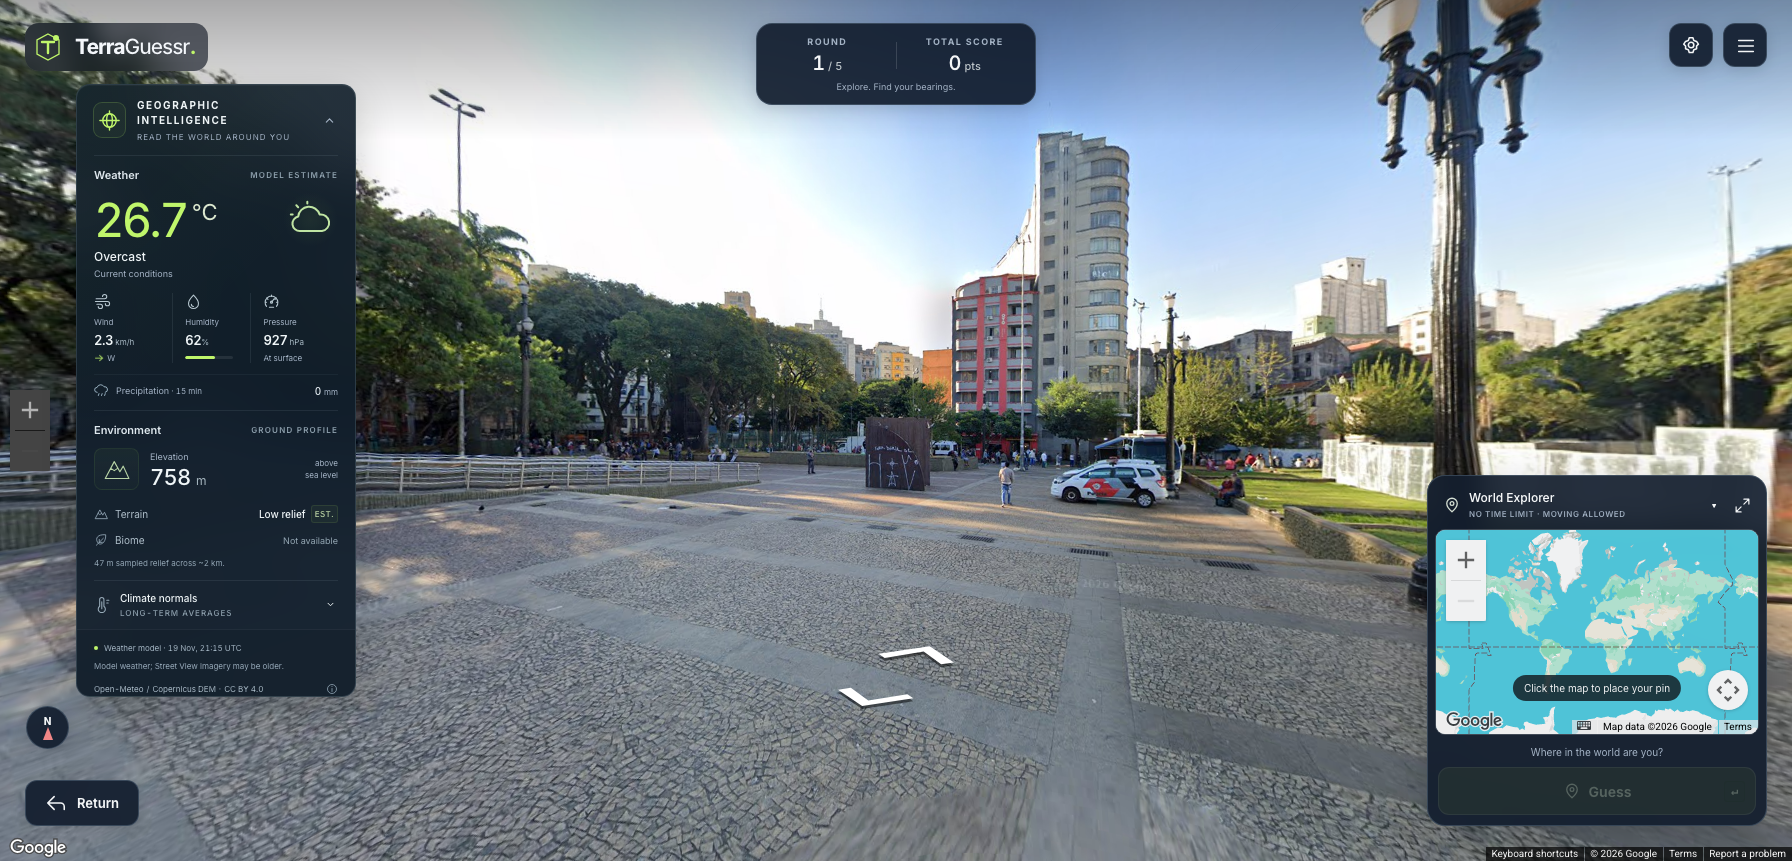 TerraGuessr.
ROUND
1 / 5
TOTAL SCORE
0 pts
Explore. Find your bearings.
GEOGRAPHIC
INTELLIGENCE
READ THE WORLD AROUND YOU
Weather
MODEL ESTIMATE
26.7 °C
Overcast
Current conditions
Wind
2.3 km/h
W
Humidity
62%
Pressure
927 hPa
At surface
Precipitation · 15 min
0 mm
Environment
GROUND PROFILE
Elevation
758 m
above
sea level
Terrain
Low relief EST.
Biome
Not available
47 m sampled relief across ~2 km.
Climate normals
LONG-TERM AVERAGES
Weather model · 19 Nov, 21:15 UTC
Model weather; Street View imagery may be older.
Open-Meteo / Copernicus DEM · CC BY 4.0
N
Return
Google
World Explorer
NO TIME LIMIT · MOVING ALLOWED
Click the map to place your pin
Google
Map data ©2026 Google
Terms
Where in the world are you?
Guess
Keyboard shortcuts
© 2026 Google
Terms
Report a problem